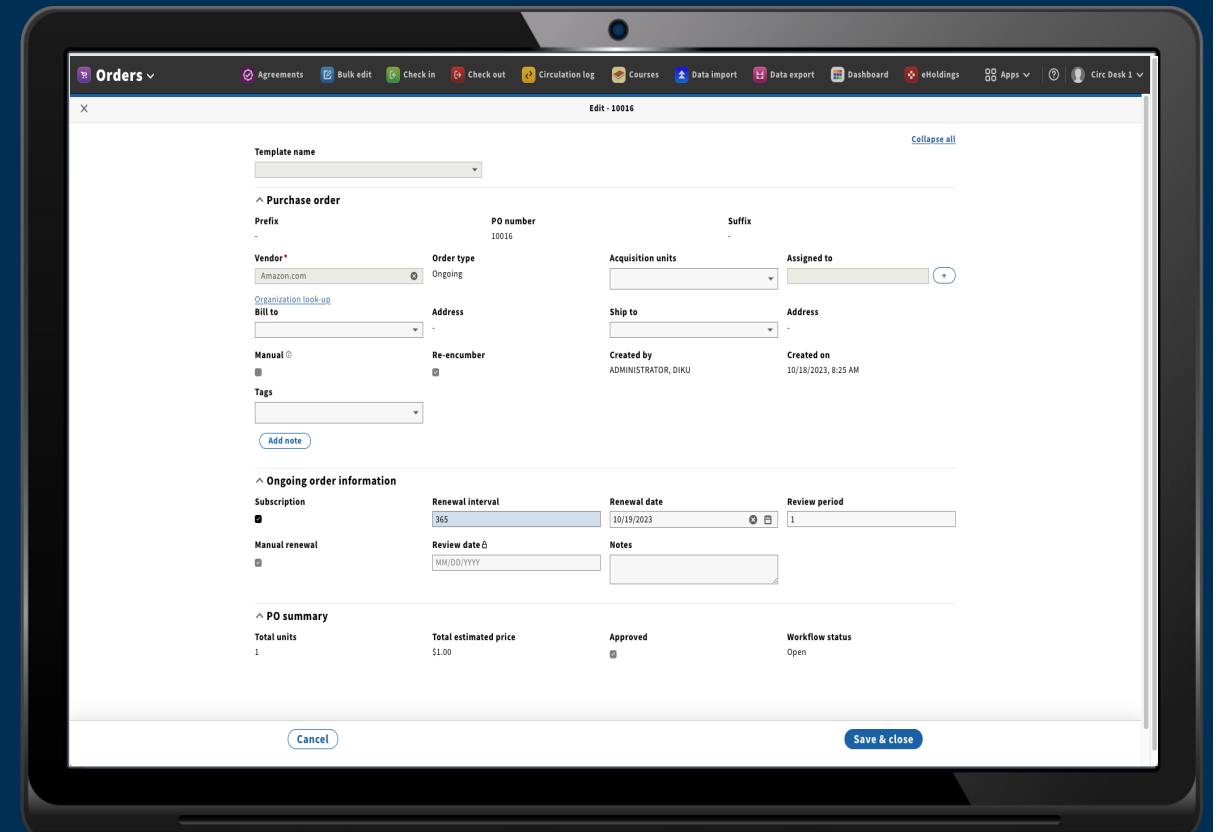 Orders
Agreements Bulk edit Check in Check out Circulation log Courses Data import Data export Dashboard eHoldings Apps Circ Desk 1
Edit - 10016
Collapse all
Template name
Purchase order
Prefix PO number Suffix
- 10016 -
Vendor* Order type Acquisition units Assigned to
Amazon.com Ongoing +
Organization look-up
Bill to Address Ship to Address
- -
Manual Re-encumber Created by Created on
ADMINISTRATOR, DIKU 10/18/2023, 8:25 AM
Tags
Add note
Ongoing order information
Subscription Renewal interval Renewal date Review period
365 10/19/2023 1
Manual renewal Review date Notes
MM/DD/YYYY
PO summary
Total units Total estimated price Approved Workflow status
1 $1.00 Open
Cancel Save & close